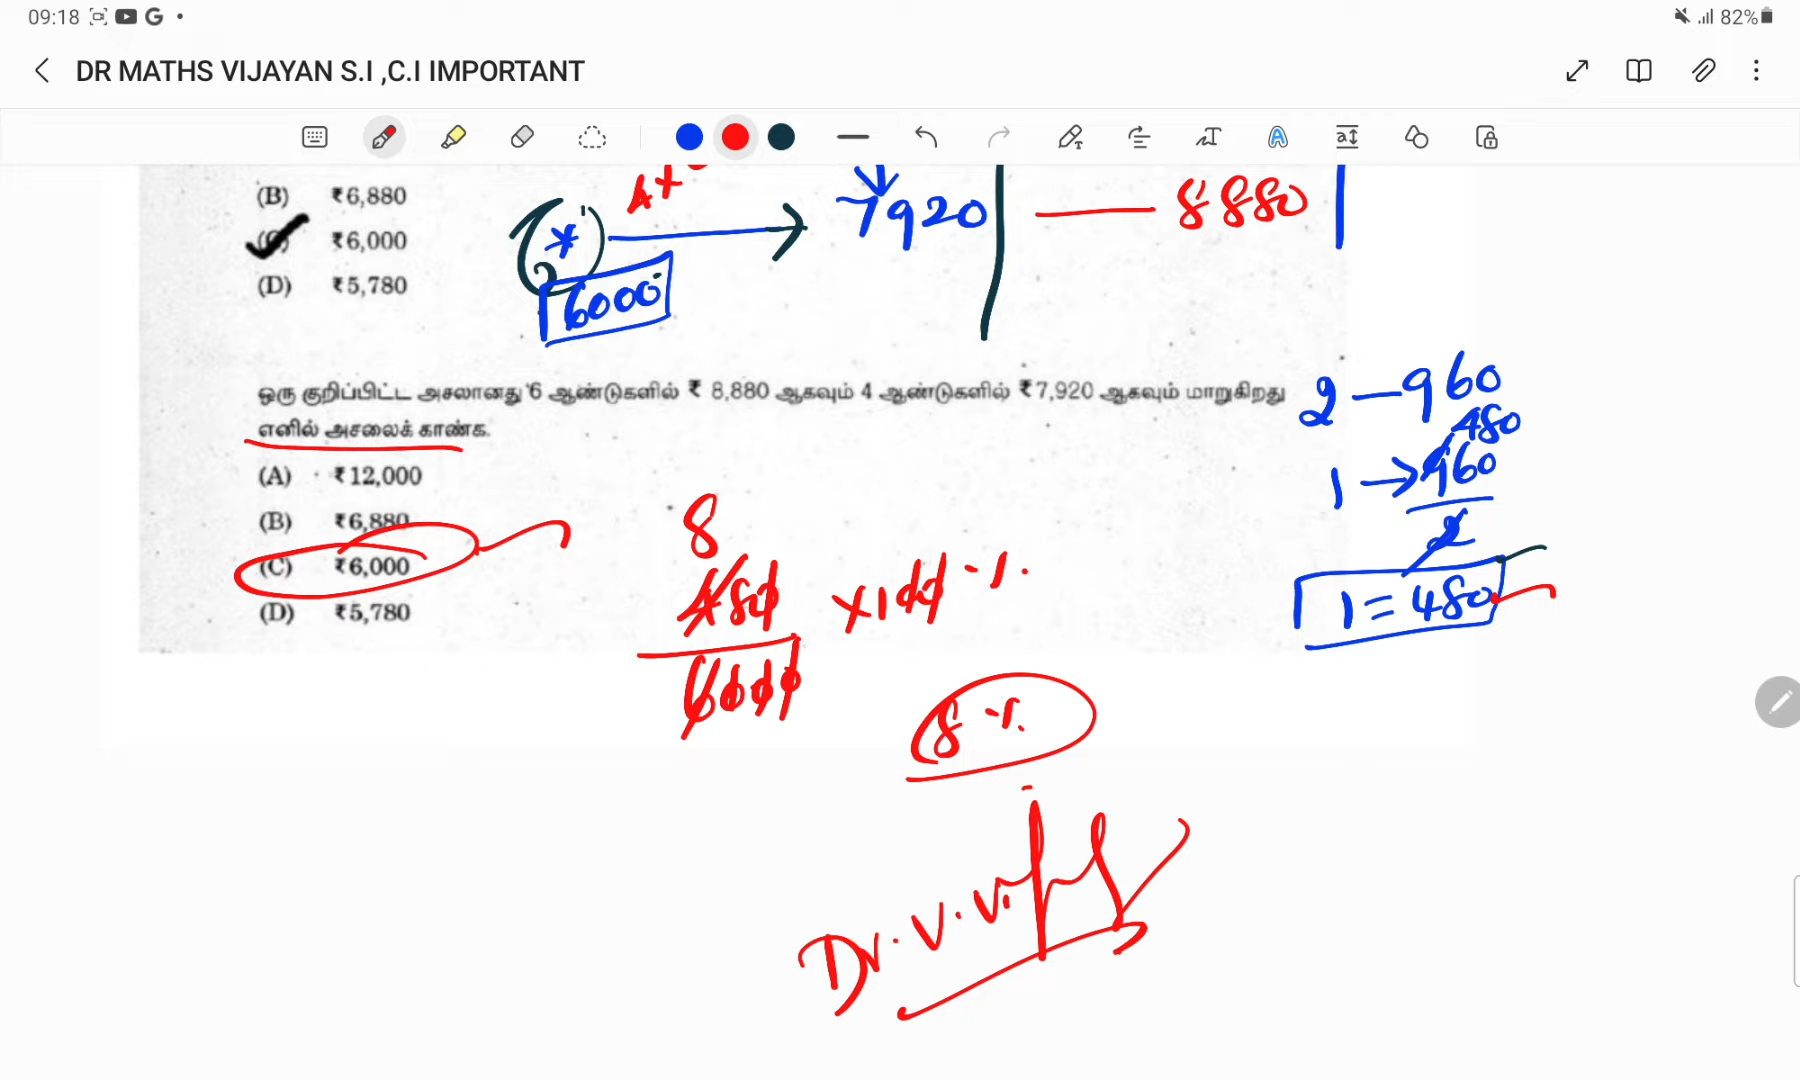 09:18
82%
DR MATHS VIJAYAN S.I ,C.I IMPORTANT
(B) ₹6,880
(C) ₹6,000
(D) ₹5,780
4×
*
6000
7920
8880
ஒரு குறிப்பிட்ட அசலானது 6 ஆண்டுகளில் ₹ 8,880 ஆகவும் 4 ஆண்டுகளில் ₹7,920 ஆகவும் மாறுகிறது
எனில் அசலைக் காண்க.
(A) ₹12,000
(B) ₹6,880
(C) ₹6,000
(D) ₹5,780
2 — 960
480
1 → 960
2
1 = 480
8
480 × 100 %
6000
8 %
Dr. V.